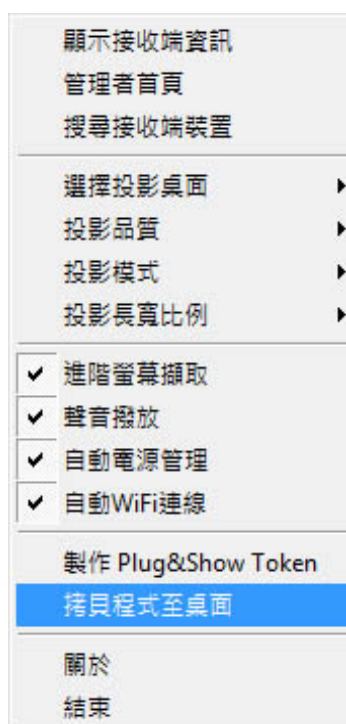 顯示接收端資訊
管理者首頁
搜尋接收端裝置
選擇投影桌面
投影品質
投影模式
投影長寬比例
進階螢幕擷取
聲音撥放
自動電源管理
自動WiFi連線
製作 Plug&Show Token
拷貝程式至桌面
關於
結束